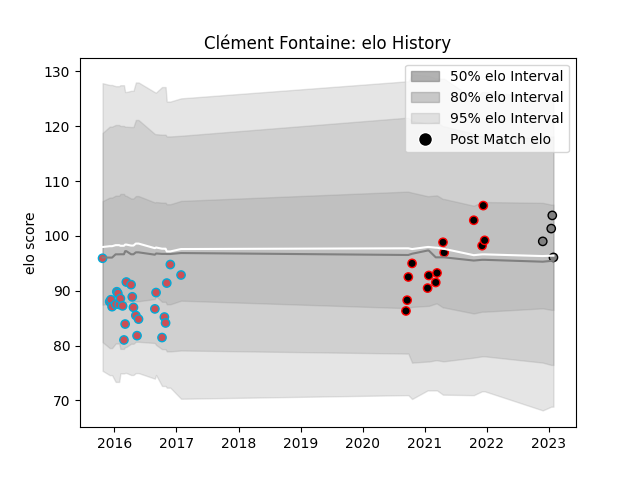 Clément Fontaine: elo History
50% elo Interval
80% elo Interval
95% elo Interval
Post Match elo
elo score
130
120
110
100
90
80
70
2016 2017 2018 2019 2020 2021 2022 2023